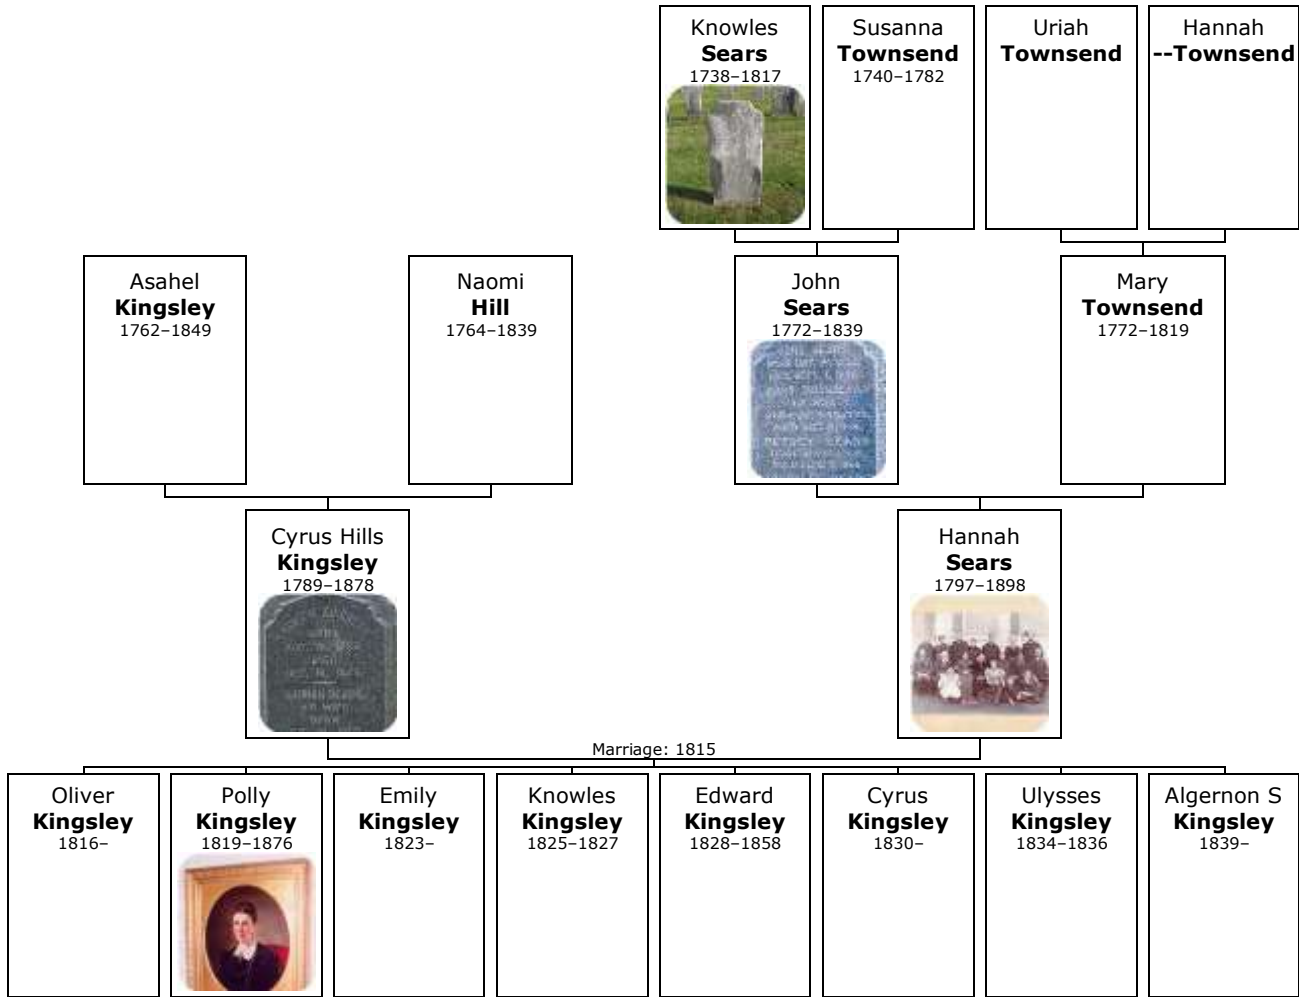 Knowles
Sears
1738–1817
Susanna
Townsend
1740–1782
Uriah
Townsend
Hannah
--Townsend
Asahel
Kingsley
1762–1849
Naomi
Hill
1764–1839
John
Sears
1772–1839
Mary
Townsend
1772–1819
Cyrus Hills
Kingsley
1789–1878
Hannah
Sears
1797–1898
Marriage: 1815
Oliver
Kingsley
1816–
Polly
Kingsley
1819–1876
Emily
Kingsley
1823–
Knowles
Kingsley
1825–1827
Edward
Kingsley
1828–1858
Cyrus
Kingsley
1830–
Ulysses
Kingsley
1834–1836
Algernon S
Kingsley
1839–